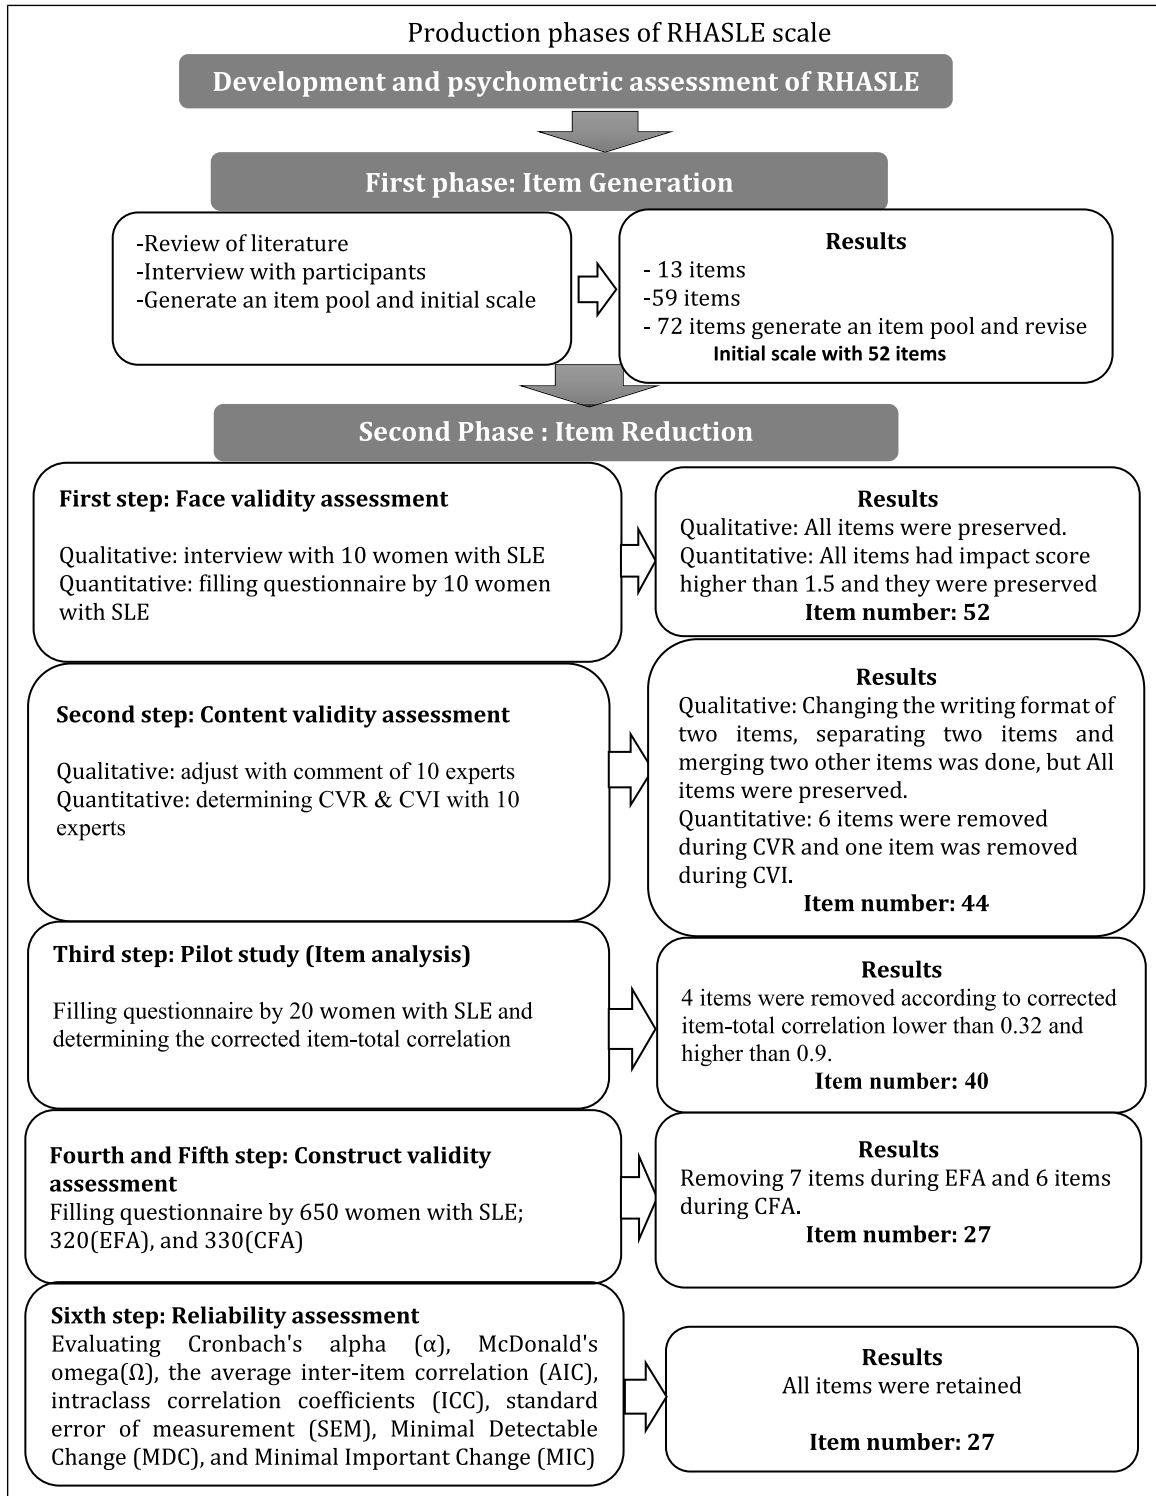 Production phases of RHASLE scale
Development and psychometric assessment of RHASLE
First phase: Item Generation
-Review of literature
-Interview with participants
-Generate an item pool and initial scale
Results
- 13 items
-59 items
- 72 items generate an item pool and revise
Initial scale with 52 items
Second Phase : Item Reduction
First step: Face validity assessment
Qualitative: interview with 10 women with SLE
Quantitative: filling questionnaire by 10 women
with SLE
Results
Qualitative: All items were preserved.
Quantitative: All items had impact score
higher than 1.5 and they were preserved
Item number: 52
Second step: Content validity assessment
Qualitative: adjust with comment of 10 experts
Quantitative: determining CVR & CVI with 10
experts
Results
Qualitative: Changing the writing format of
two items, separating two items and
merging two other items was done, but All
items were preserved.
Quantitative: 6 items were removed
during CVR and one item was removed
during CVI.
Item number: 44
Third step: Pilot study (Item analysis)
Filling questionnaire by 20 women with SLE and
determining the corrected item-total correlation
Results
4 items were removed according to corrected
item-total correlation lower than 0.32 and
higher than 0.9.
Item number: 40
Fourth and Fifth step: Construct validity
assessment
Filling questionnaire by 650 women with SLE;
320(EFA), and 330(CFA)
Results
Removing 7 items during EFA and 6 items
during CFA.
Item number: 27
Sixth step: Reliability assessment
Evaluating Cronbach's alpha (α), McDonald's
omega(Ω), the average inter-item correlation (AIC),
intraclass correlation coefficients (ICC), standard
error of measurement (SEM), Minimal Detectable
Change (MDC), and Minimal Important Change (MIC)
Results
All items were retained
Item number: 27